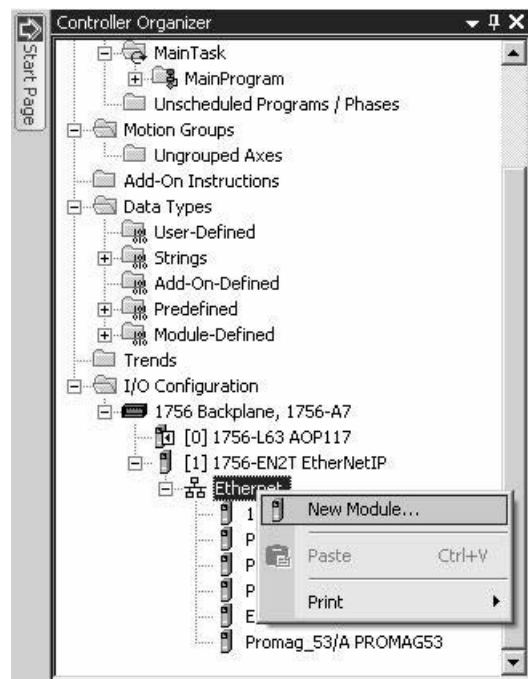 Controller Organizer
Start Page
MainTask
MainProgram
Unscheduled Programs / Phases
Motion Groups
Ungrouped Axes
Add-On Instructions
Data Types
User-Defined
Strings
Add-On-Defined
Predefined
Module-Defined
Trends
I/O Configuration
1756 Backplane, 1756-A7
[0] 1756-L63 AOP117
[1] 1756-EN2T EtherNetIP
Ethernet
1
New Module...
P
Paste Ctrl+V
P
P
Print
E
Promag_53/A PROMAG53